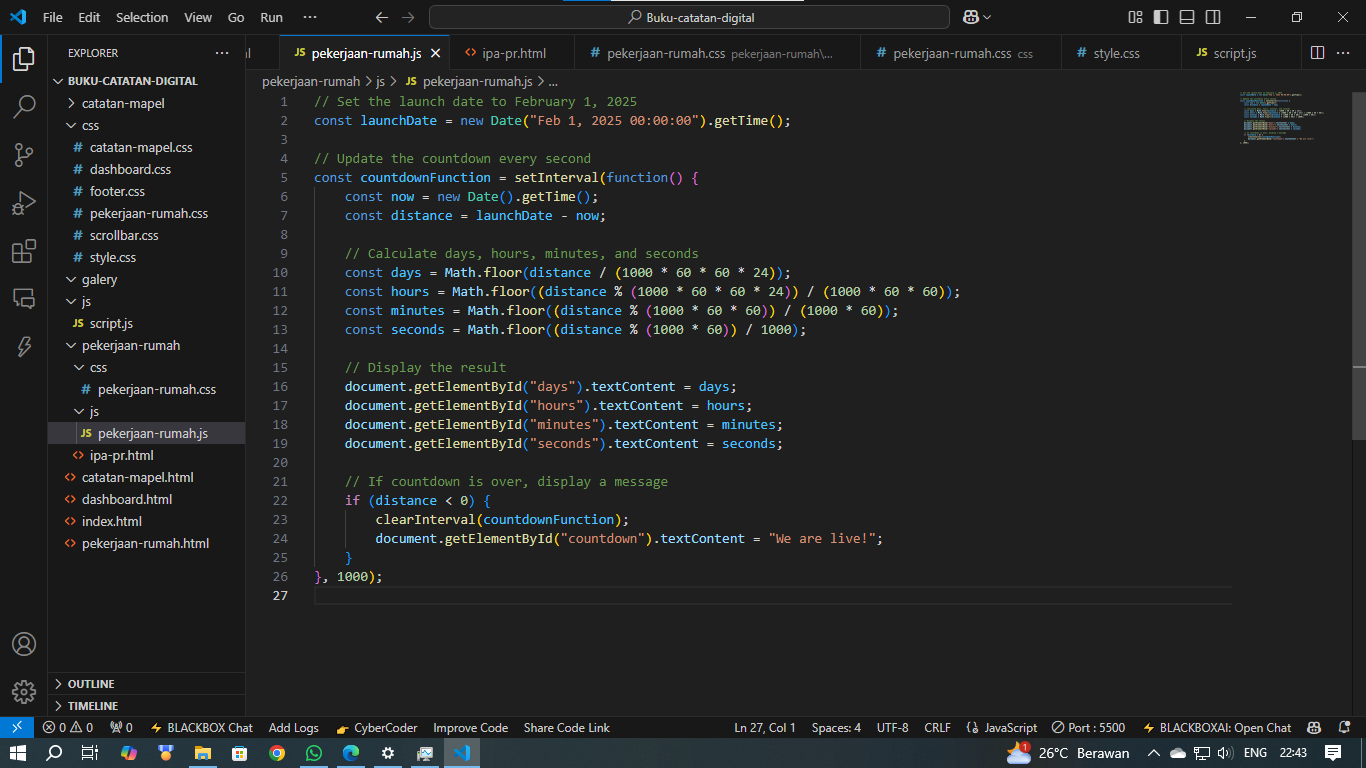 File Edit Selection View Go Run ··· Buku-catatan-digital
EXPLORER ···
BUKU-CATATAN-DIGITAL
catatan-mapel
css
# catatan-mapel.css
# dashboard.css
# footer.css
# pekerjaan-rumah.css
# scrollbar.css
# style.css
galery
js
JS script.js
pekerjaan-rumah
css
# pekerjaan-rumah.css
js
JS pekerjaan-rumah.js
<> ipa-pr.html
<> catatan-mapel.html
<> dashboard.html
<> index.html
<> pekerjaan-rumah.html
OUTLINE
TIMELINE
JS pekerjaan-rumah.js <> ipa-pr.html # pekerjaan-rumah.css pekerjaan-rumah\... # pekerjaan-rumah.css css # style.css JS script.js ···
pekerjaan-rumah > js > JS pekerjaan-rumah.js > ...
1 // Set the launch date to February 1, 2025
2 const launchDate = new Date("Feb 1, 2025 00:00:00").getTime();
3
4 // Update the countdown every second
5 const countdownFunction = setInterval(function() {
6 const now = new Date().getTime();
7 const distance = launchDate - now;
8
9 // Calculate days, hours, minutes, and seconds
10 const days = Math.floor(distance / (1000 * 60 * 60 * 24));
11 const hours = Math.floor((distance % (1000 * 60 * 60 * 24)) / (1000 * 60 * 60));
12 const minutes = Math.floor((distance % (1000 * 60 * 60)) / (1000 * 60));
13 const seconds = Math.floor((distance % (1000 * 60)) / 1000);
14
15 // Display the result
16 document.getElementById("days").textContent = days;
17 document.getElementById("hours").textContent = hours;
18 document.getElementById("minutes").textContent = minutes;
19 document.getElementById("seconds").textContent = seconds;
20
21 // If countdown is over, display a message
22 if (distance < 0) {
23 clearInterval(countdownFunction);
24 document.getElementById("countdown").textContent = "We are live!";
25 }
26 }, 1000);
27
0 0 0 BLACKBOX Chat Add Logs CyberCoder Improve Code Share Code Link Ln 27, Col 1 Spaces: 4 UTF-8 CRLF {} JavaScript Port : 5500 BLACKBOXAI: Open Chat
1 26°C Berawan ENG 22:43